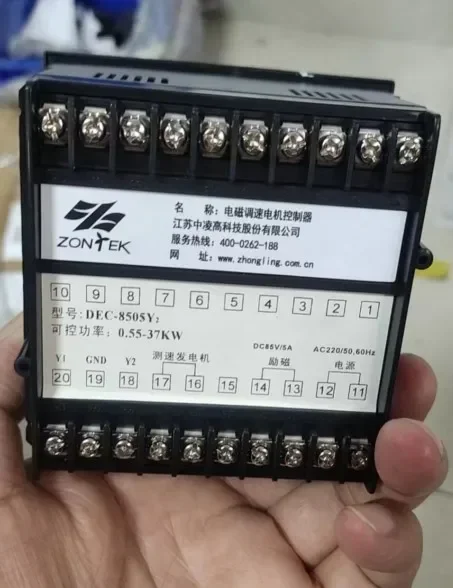 ZONTEK
名 称：电磁调速电机控制器
江苏中凌高科技股份有限公司
服务热线：400-0262-188
网 址：www.zhongling.com.cn
10 9 8 7 6 5 4 3 2 1
型号：DEC-8505Y₂
可控功率：0.55-37KW
DC85V/5A AC220/50,60Hz
Y1 GND Y2 测速发电机 励磁 电源
20 19 18 17 16 15 14 13 12 11